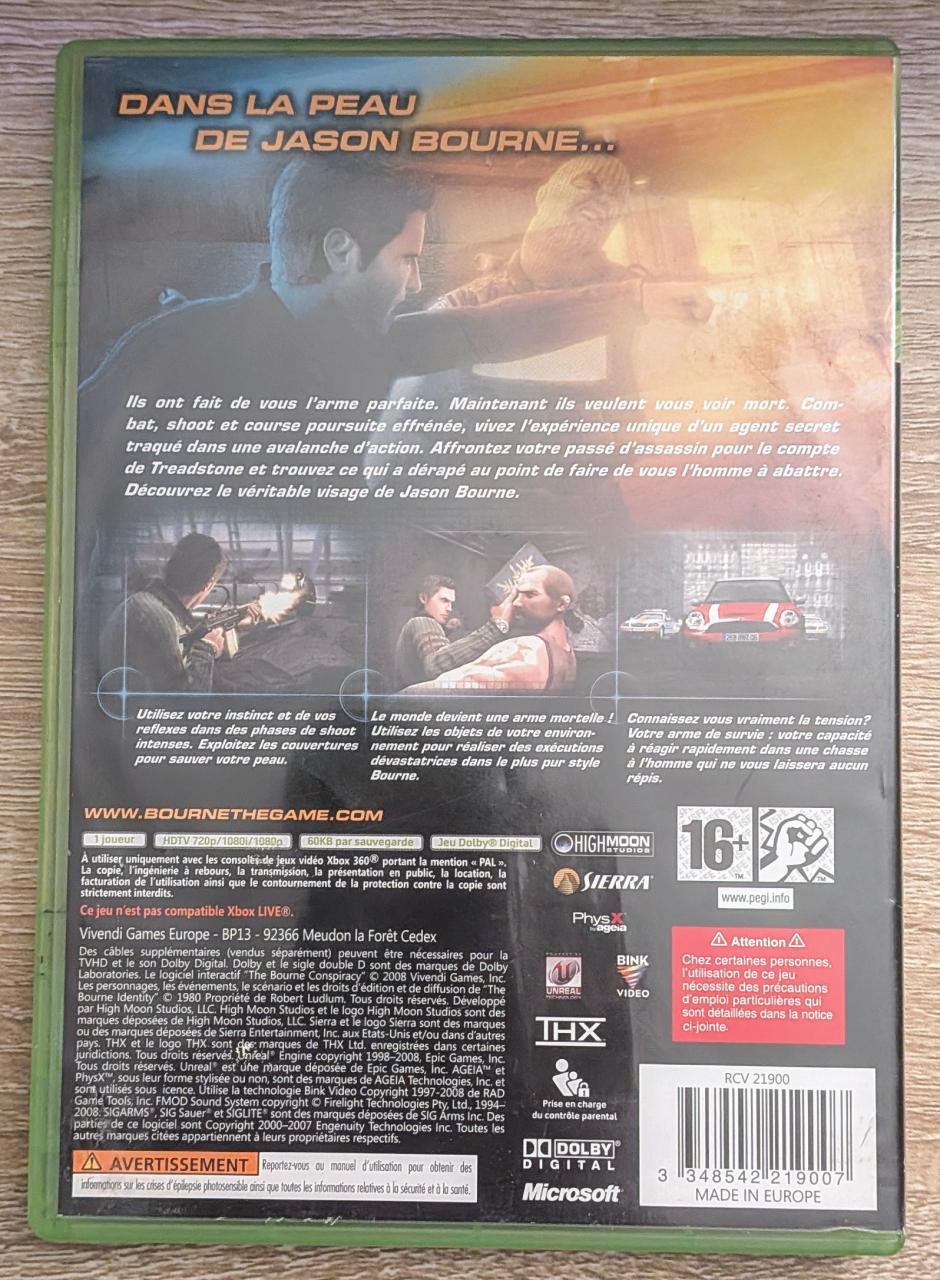 DANS LA PEAU
DE JASON BOURNE...
Ils ont fait de vous l'arme parfaite. Maintenant ils veulent vous voir mort. Com-
bat, shoot et course poursuite effrénée, vivez l'expérience unique d'un agent secret
traqué dans une avalanche d'action. Affrontez votre passé d'assassin pour le compte
de Treadstone et trouvez ce qui a dérapé au point de faire de vous l'homme à abattre.
Découvrez le véritable visage de Jason Bourne.
Utilisez votre instinct et de vos
reflexes dans des phases de shoot
intenses. Exploitez les couvertures
pour sauver votre peau.
Le monde devient une arme mortelle !
Utilisez les objets de votre environ-
nement pour réaliser des exécutions
dévastatrices dans le plus pur style
Bourne.
Connaissez vous vraiment la tension?
Votre arme de survie : votre capacité
à réagir rapidement dans une chasse
à l'homme qui ne vous laissera aucun
répis.
WWW.BOURNETHEGAME.COM
1 joueur
HDTV 720p/1080i/1080p
60KB par sauvegarde
Jeu Dolby® Digital
À utiliser uniquement avec les consoles de jeux vidéo Xbox 360® portant la mention « PAL ».
La copie, l'ingénierie à rebours, la transmission, la présentation en public, la location, la
facturation de l'utilisation ainsi que le contournement de la protection contre la copie sont
strictement interdits.
Ce jeu n'est pas compatible Xbox LIVE®.
Vivendi Games Europe - BP13 - 92366 Meudon la Forêt Cedex
Des câbles supplémentaires (vendus séparément) peuvent être nécessaires pour la
TVHD et le son Dolby Digital. Dolby et le sigle double D sont des marques de Dolby
Laboratories. Le logiciel interactif "The Bourne Conspiracy" © 2008 Vivendi Games, Inc.
Les personnages, les événements, le scénario et les droits d'édition et de diffusion de "The
Bourne Identity" © 1980 Propriété de Robert Ludlum. Tous droits réservés. Développé
par High Moon Studios, LLC. High Moon Studios et le logo High Moon Studios sont des
marques déposées de High Moon Studios, LLC. Sierra et le logo Sierra sont des marques
ou des marques déposées de Sierra Entertainment, Inc. aux Etats-Unis et/ou dans d'autres
pays. THX et le logo THX sont de marques de THX Ltd. enregistrées dans certaines
juridictions. Tous droits réservés. Unreal® Engine copyright 1998–2008, Epic Games, Inc.
Tous droits réservés. Unreal® est une marque déposée de Epic Games, Inc. AGEIA™ et
PhysX™, sous leur forme stylisée ou non, sont des marques de AGEIA Technologies, Inc. et
sont utilisés sous licence. Utilise la technologie Bink Video Copyright 1997-2008 de RAD
Game Tools, Inc. FMOD Sound System copyright © Firelight Technologies Pty, Ltd., 1994–
2008. SIGARMS®, SIG Sauer® et SIGLITE® sont des marques déposées de SIG Arms Inc. Des
parties de ce logiciel sont Copyright 2000–2007 Engenuity Technologies Inc. Toutes les
autres marques citées appartiennent à leurs propriétaires respectifs.
AVERTISSEMENT Reportez-vous au manuel d'utilisation pour obtenir des
informations sur les crises d'épilepsie photosensible ainsi que toutes les informations relatives à la sécurité et à la santé.
HIGH MOON
STUDIOS
SIERRA
PhysX™
by ageia
POWERED BY
UNREAL
TECHNOLOGY
BINK
VIDEO
THX
Prise en charge
du contrôle parental
DOLBY®
DIGITAL
Microsoft®
16+
www.pegi.info
Attention
Chez certaines personnes,
l'utilisation de ce jeu
nécessite des précautions
d'emploi particulières qui
sont détaillées dans la notice
ci-jointe.
RCV 21900
3 348542 219007
MADE IN EUROPE